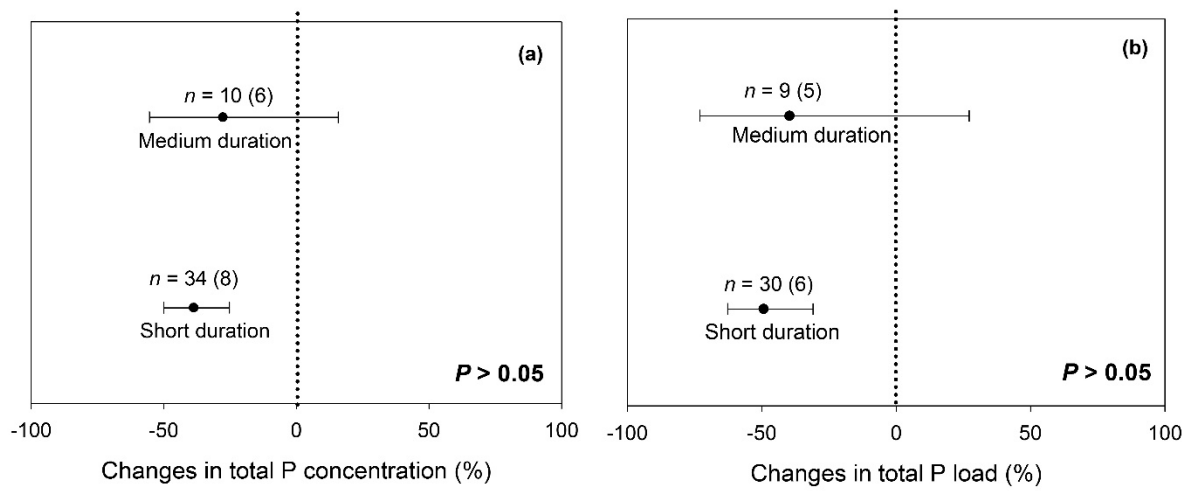 (a)
n = 10 (6)
Medium duration
n = 34 (8)
Short duration
P > 0.05
-100 -50 0 50 100
Changes in total P concentration (%)
(b)
n = 9 (5)
Medium duration
n = 30 (6)
Short duration
P > 0.05
-100 -50 0 50 100
Changes in total P load (%)